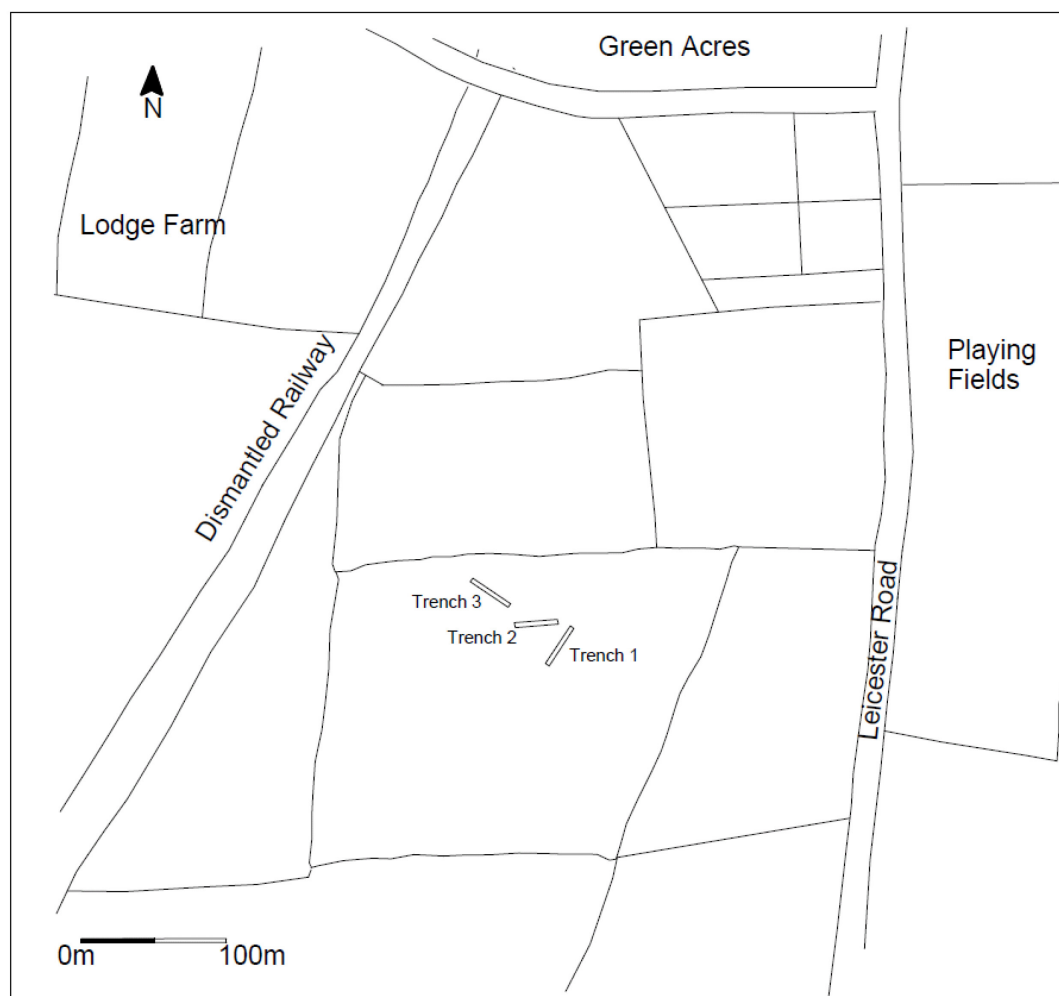 Green Acres
N
Lodge Farm
Playing
Fields
Dismantled Railway
Trench 3
Trench 2
Trench 1
Leicester Road
0m
100m